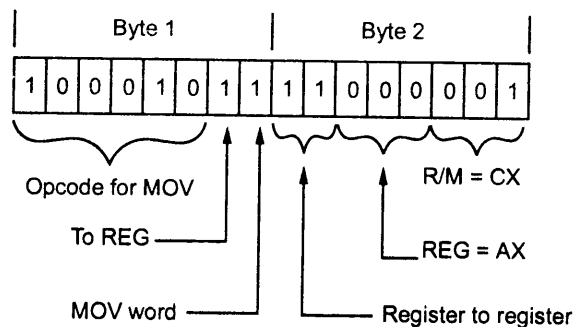 Byte 1 Byte 2
1 0 0 0 1 0 1 1 1 1 0 0 0 0 0 1
Opcode for MOV R/M = CX
To REG REG = AX
MOV word Register to register